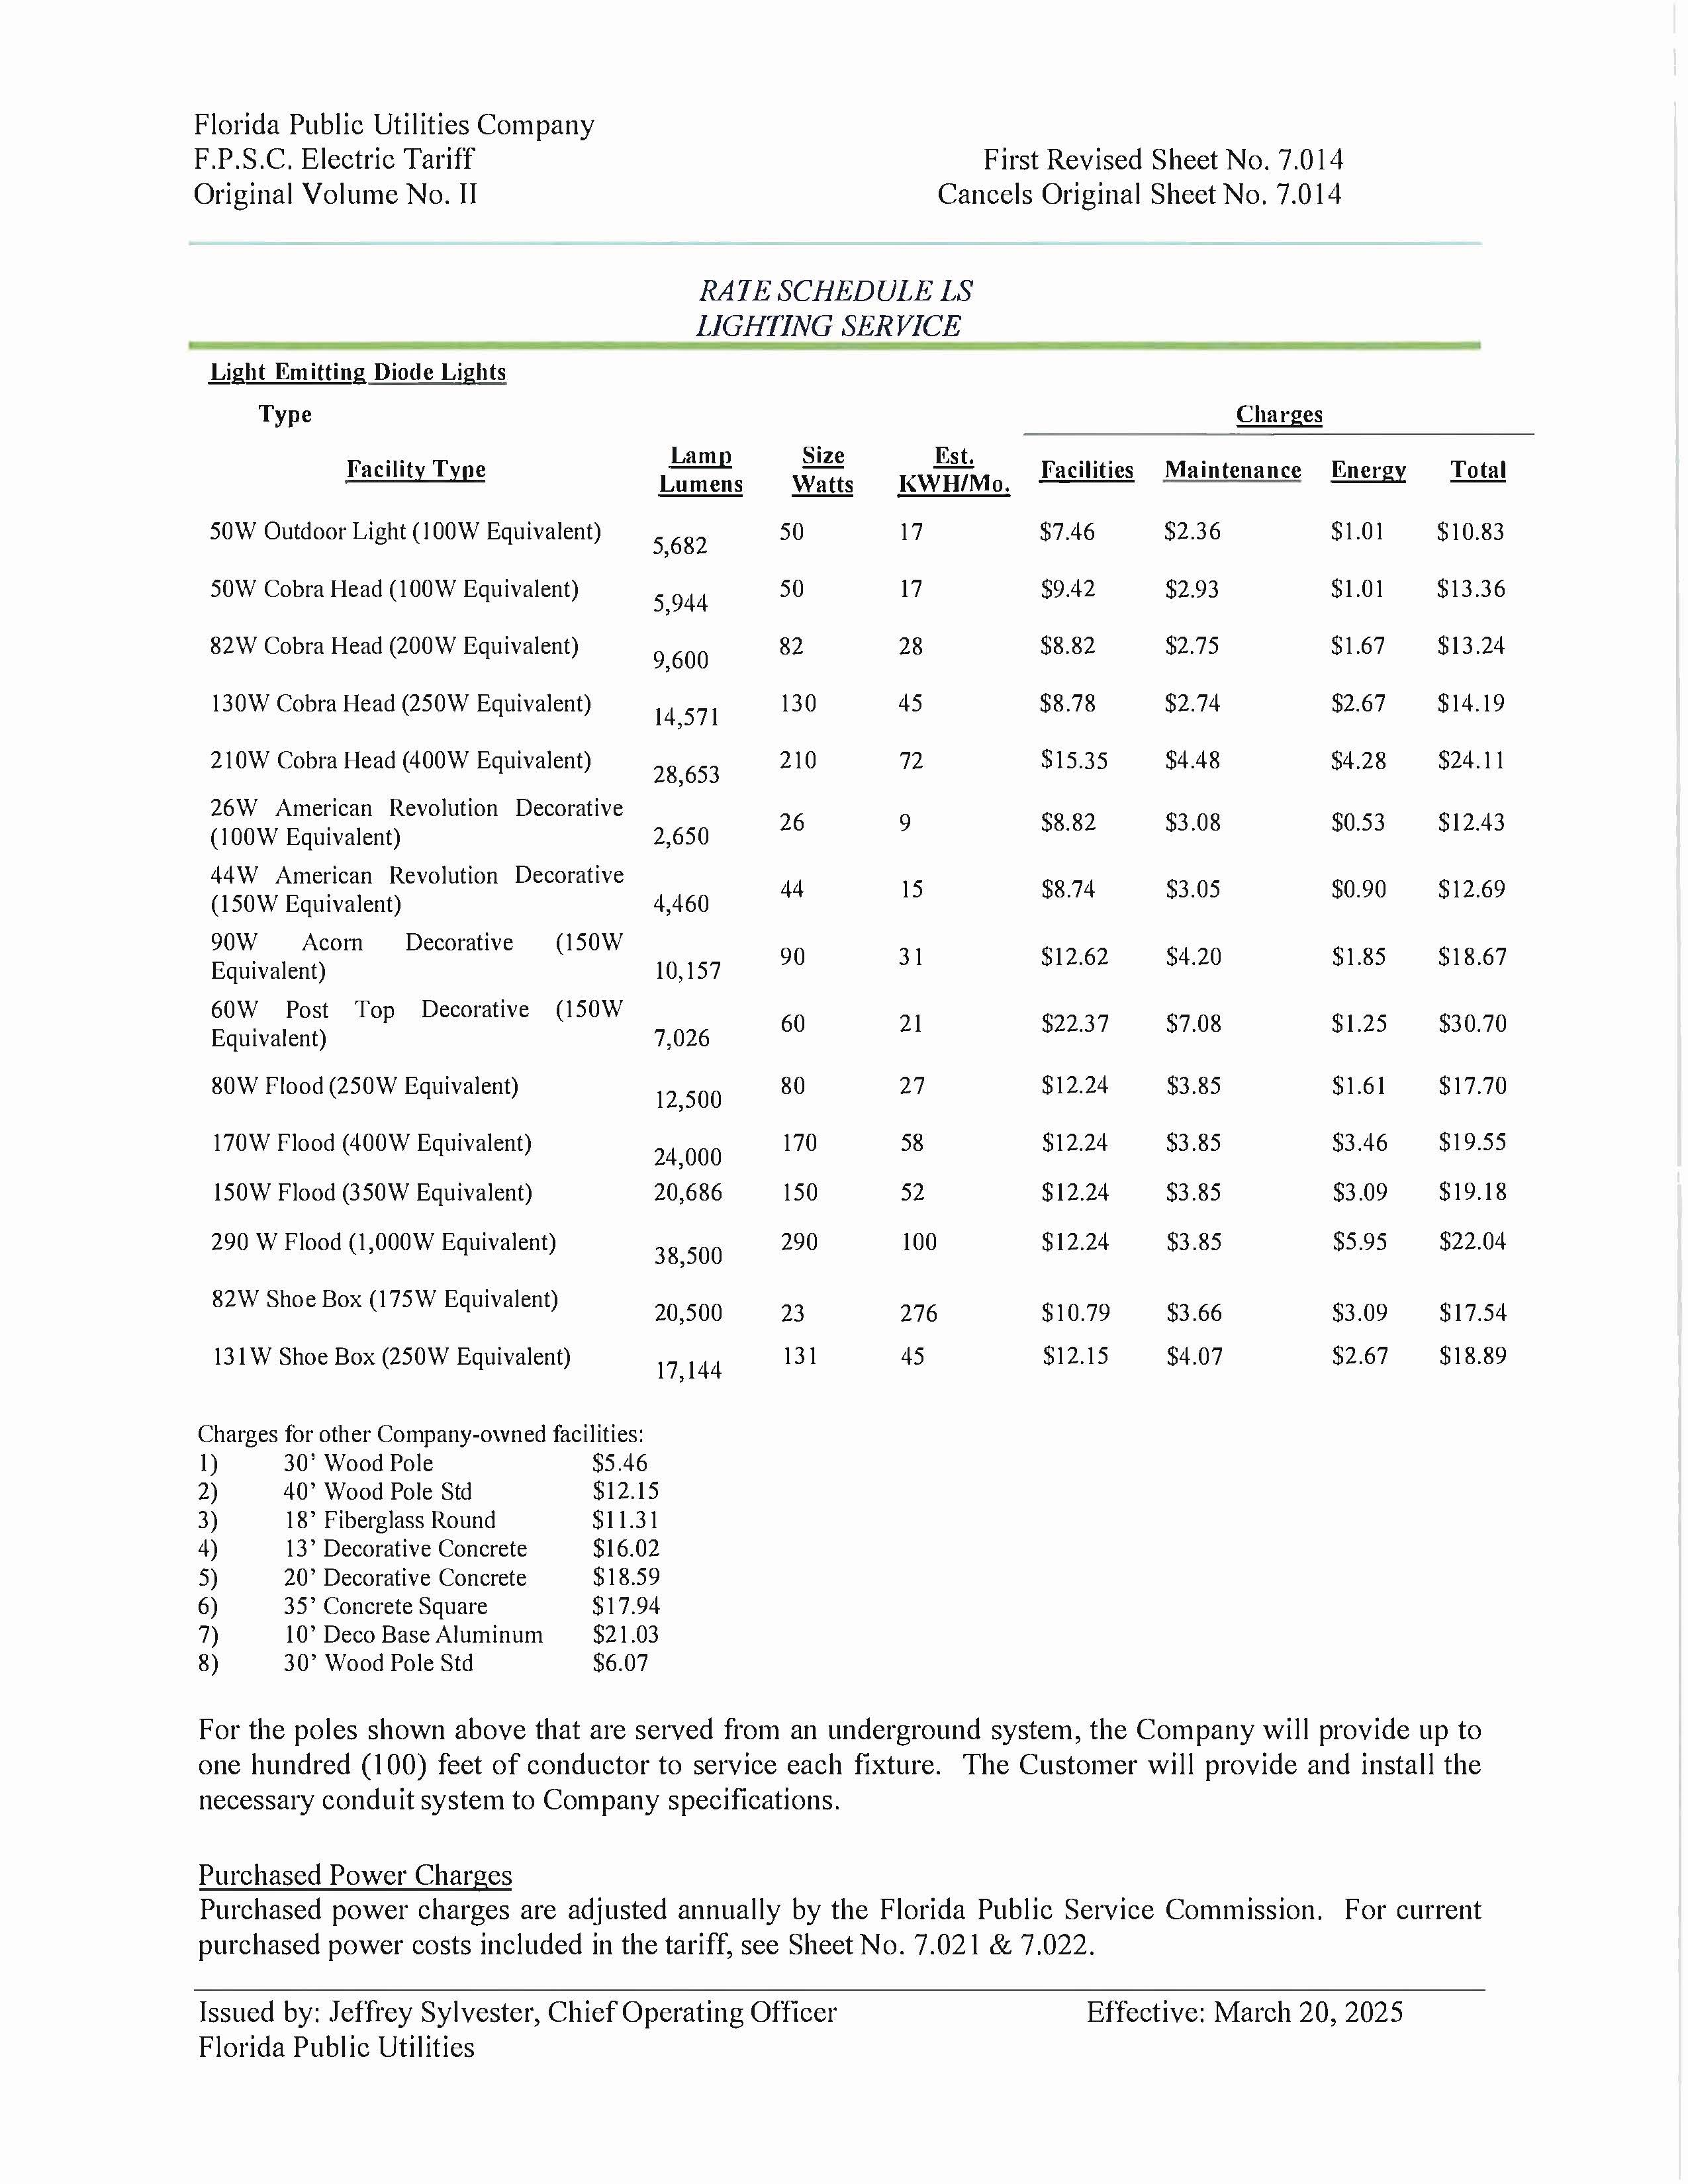 Florida Public Utilities Company
F.P.S.C. Electric Tariff First Revised Sheet No. 7.014
Original Volume No. II Cancels Original Sheet No. 7.014
RATE SCHEDULE LS
LIGHTING SERVICE
Light Emitting Diode Lights
Type Charges
Facility Type Lamp Lumens Size Watts Est. KWH/Mo. Facilities Maintenance Energy Total
50W Outdoor Light (100W Equivalent) 5,682 50 17 $7.46 $2.36 $1.01 $10.83
50W Cobra Head (100W Equivalent) 5,944 50 17 $9.42 $2.93 $1.01 $13.36
82W Cobra Head (200W Equivalent) 9,600 82 28 $8.82 $2.75 $1.67 $13.24
130W Cobra Head (250W Equivalent) 14,571 130 45 $8.78 $2.74 $2.67 $14.19
210W Cobra Head (400W Equivalent) 28,653 210 72 $15.35 $4.48 $4.28 $24.11
26W American Revolution Decorative
(100W Equivalent) 2,650 26 9 $8.82 $3.08 $0.53 $12.43
44W American Revolution Decorative
(150W Equivalent) 4,460 44 15 $8.74 $3.05 $0.90 $12.69
90W Acorn Decorative (150W
Equivalent) 10,157 90 31 $12.62 $4.20 $1.85 $18.67
60W Post Top Decorative (150W
Equivalent) 7,026 60 21 $22.37 $7.08 $1.25 $30.70
80W Flood (250W Equivalent) 12,500 80 27 $12.24 $3.85 $1.61 $17.70
170W Flood (400W Equivalent) 24,000 170 58 $12.24 $3.85 $3.46 $19.55
150W Flood (350W Equivalent) 20,686 150 52 $12.24 $3.85 $3.09 $19.18
290 W Flood (1,000W Equivalent) 38,500 290 100 $12.24 $3.85 $5.95 $22.04
82W Shoe Box (175W Equivalent) 20,500 23 276 $10.79 $3.66 $3.09 $17.54
131W Shoe Box (250W Equivalent) 17,144 131 45 $12.15 $4.07 $2.67 $18.89
Charges for other Company-owned facilities:
1) 30' Wood Pole $5.46
2) 40' Wood Pole Std $12.15
3) 18' Fiberglass Round $11.31
4) 13' Decorative Concrete $16.02
5) 20' Decorative Concrete $18.59
6) 35' Concrete Square $17.94
7) 10' Deco Base Aluminum $21.03
8) 30' Wood Pole Std $6.07
For the poles shown above that are served from an underground system, the Company will provide up to
one hundred (100) feet of conductor to service each fixture. The Customer will provide and install the
necessary conduit system to Company specifications.
Purchased Power Charges
Purchased power charges are adjusted annually by the Florida Public Service Commission. For current
purchased power costs included in the tariff, see Sheet No. 7.021 & 7.022.
Issued by: Jeffrey Sylvester, Chief Operating Officer Effective: March 20, 2025
Florida Public Utilities